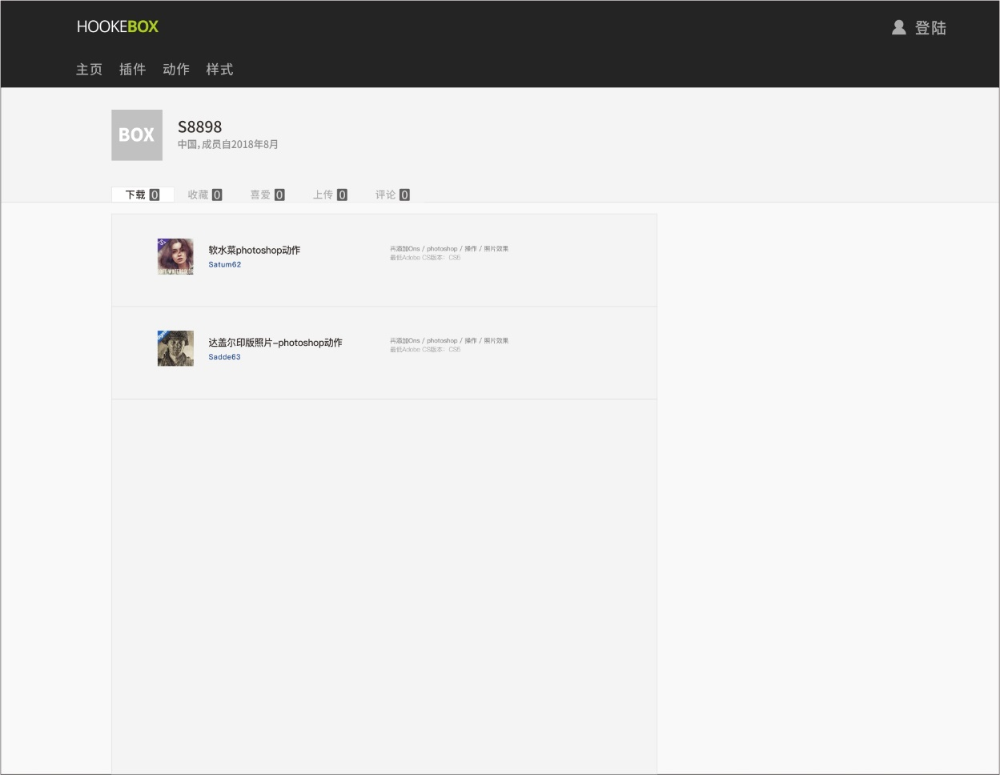 HOOKEBOX
登陆
主页 插件 动作 样式
BOX
S8898
中国，成员自2018年8月
下载 0 收藏 0 喜爱 0 上传 0 评论 0
软水菜photoshop动作
Satum62
再添加Ons / photoshop / 操作 / 照片效果
最低Adobe CS版本：CS5
达盖尔印版照片-photoshop动作
Sadde63
再添加Ons / photoshop / 操作 / 照片效果
最低Adobe CS版本：CS5